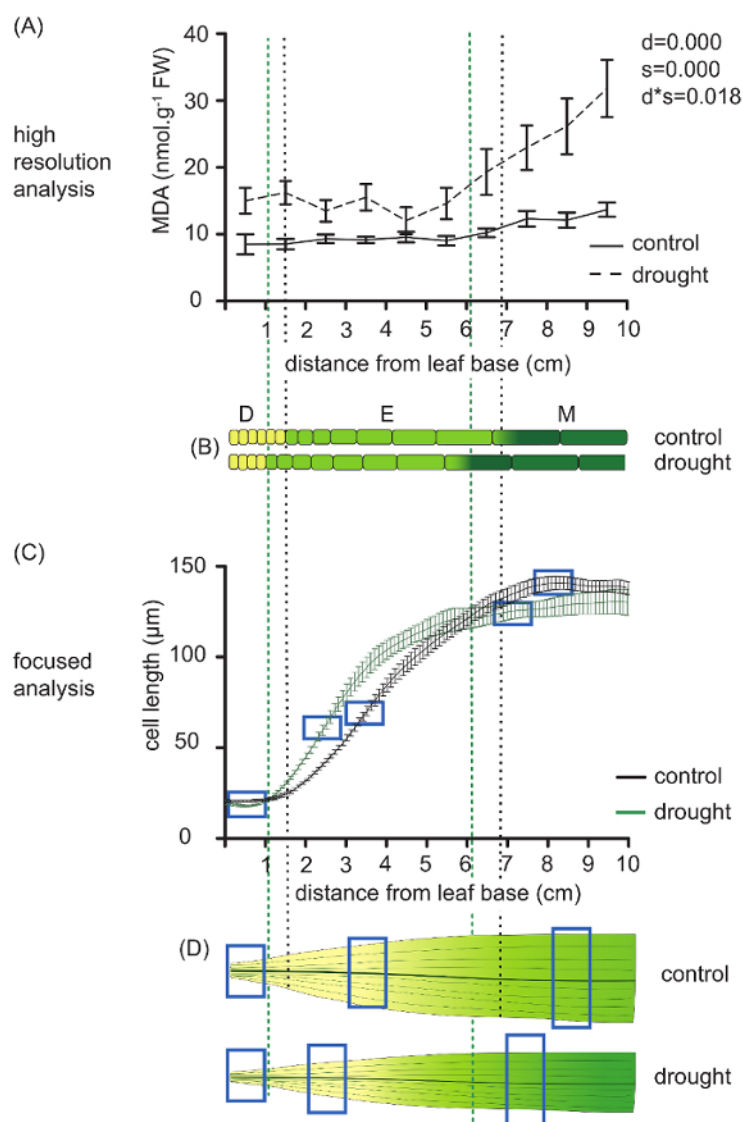 (A)
high
resolution
analysis
MDA (nmol.g⁻¹ FW)
40
30
20
10
0
d=0.000
s=0.000
d*s=0.018
control
drought
1 2 3 4 5 6 7 8 9 10
distance from leaf base (cm)
D E M
(B)
control
drought
(C)
focused
analysis
cell length (µm)
150
100
50
0
control
drought
1 2 3 4 5 6 7 8 9 10
distance from leaf base (cm)
(D)
control
drought